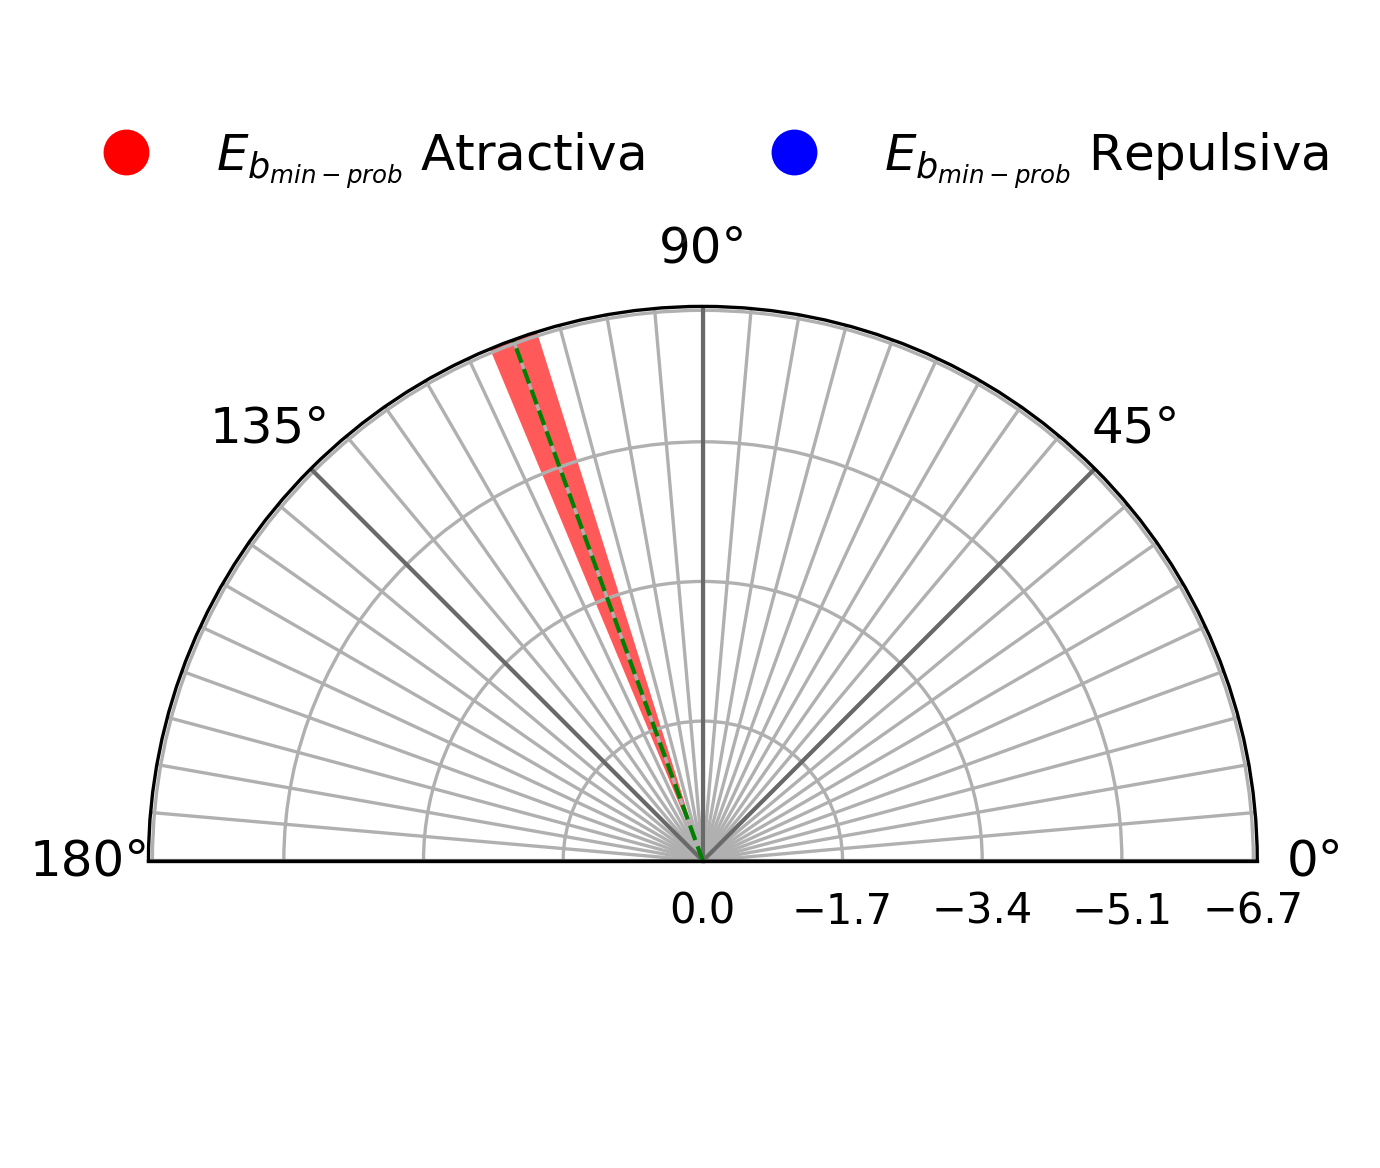 E_{b_{min−prob}} Atractiva E_{b_{min−prob}} Repulsiva
90°
135° 45°
180° 0°
0.0 −1.7 −3.4 −5.1 −6.7